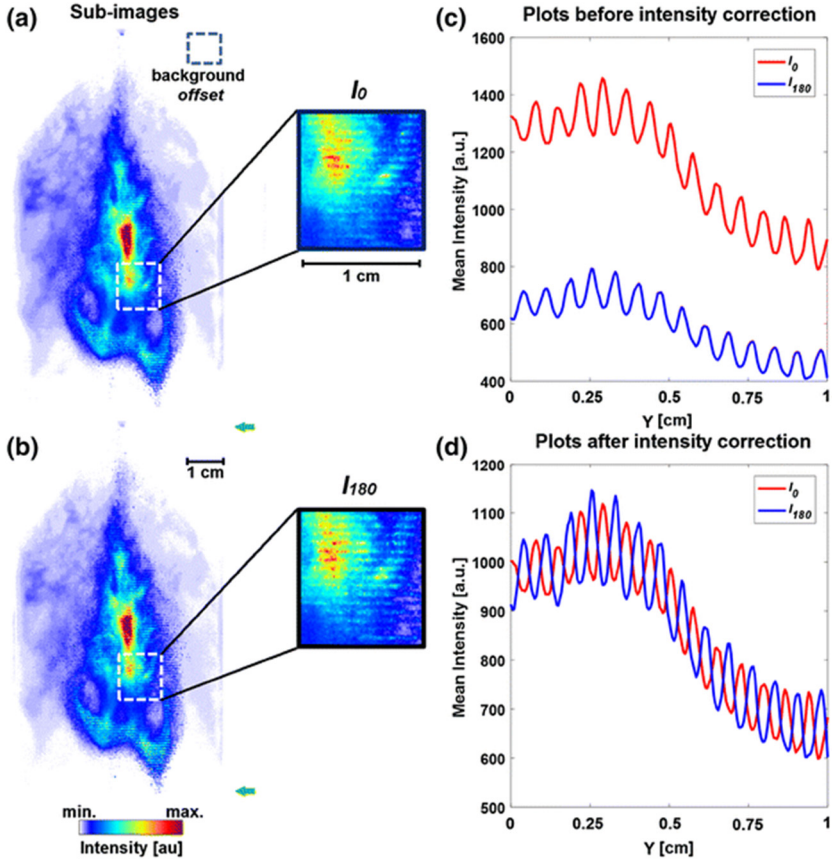 (a)
Sub-images
background
offset
I0
1 cm
(b)
1 cm
I180
min. max.
Intensity [au]
(c)
Plots before intensity correction
I0
I180
1600
1400
1200
1000
800
600
400
Mean Intensity [a.u.]
0 0.25 0.5 0.75 1
Y [cm]
(d)
Plots after intensity correction
I0
I180
1200
1100
1000
900
800
700
600
500
Mean Intensity [a.u.]
0 0.25 0.5 0.75 1
Y [cm]